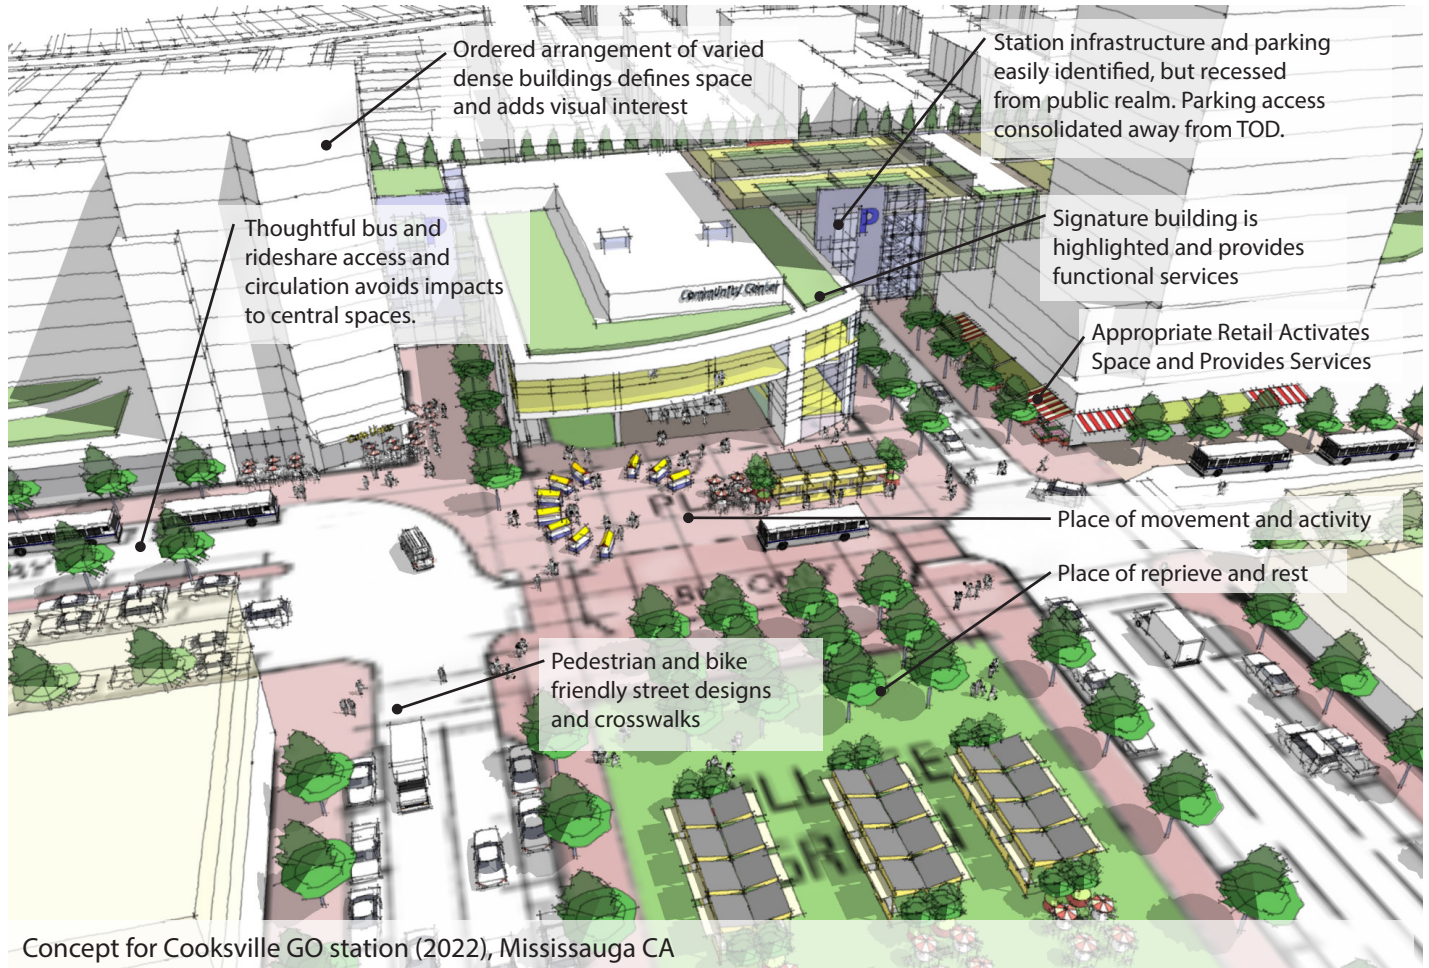 Ordered arrangement of varied
dense buildings defines space
and adds visual interest
Station infrastructure and parking
easily identified, but recessed
from public realm. Parking access
consolidated away from TOD.
Thoughtful bus and
rideshare access and
circulation avoids impacts
to central spaces.
P
P
Signature building is
highlighted and provides
functional services
Community Center
Appropriate Retail Activates
Space and Provides Services
Place of movement and activity
Place of reprieve and rest
BUS ONLY
Pedestrian and bike
friendly street designs
and crosswalks
Concept for Cooksville GO station (2022), Mississauga CA